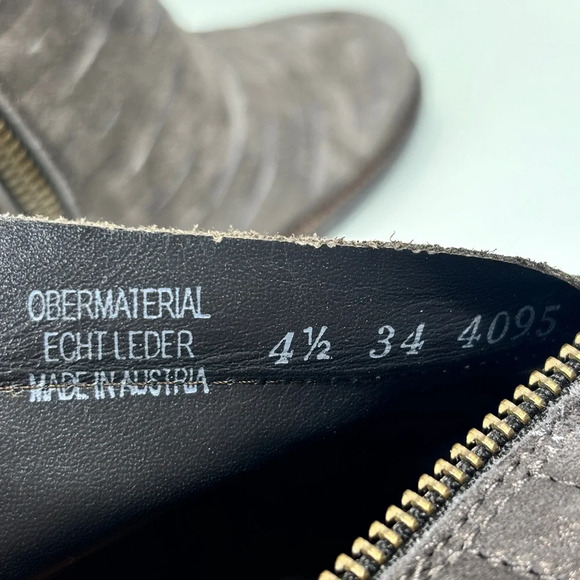 OBERMATERIAL
ECHT LEDER
MADE IN AUSTRIA
4½ 34 4095